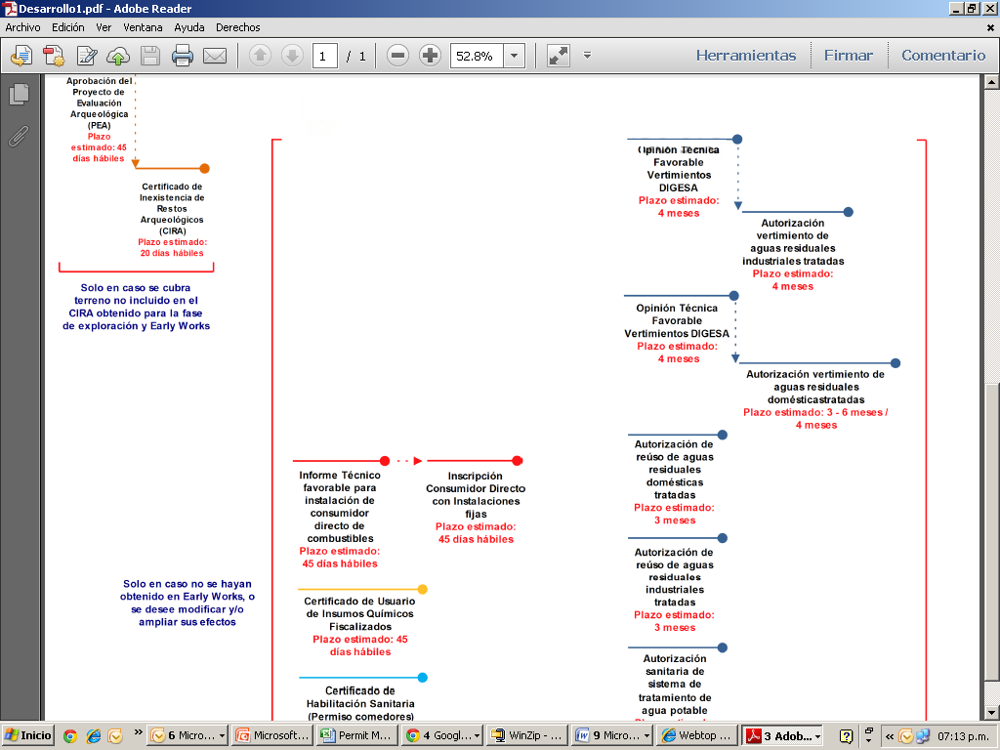 Desarrollo1.pdf - Adobe Reader
Archivo Edición Ver Ventana Ayuda Derechos
1 / 1 52.8% Herramientas Firmar Comentario
Aprobación del
Proyecto de
Evaluación
Arqueológica
(PEA)
Plazo
estimado: 45
días hábiles
Certificado de
Inexistencia de
Restos
Arqueológicos
(CIRA)
Plazo estimado:
20 días hábiles
Solo en caso se cubra
terreno no incluido en el
CIRA obtenido para la fase
de exploración y Early Works
Solo en caso no se hayan
obtenido en Early Works, o
se desee modificar y/o
ampliar sus efectos
Informe Técnico
favorable para
instalación de
consumidor
directo de
combustibles
Plazo estimado:
45 días hábiles
Inscripción
Consumidor Directo
con Instalaciones
fijas
Plazo estimado:
45 días hábiles
Certificado de Usuario
de Insumos Químicos
Fiscalizados
Plazo estimado: 45
días hábiles
Certificado de
Habilitación Sanitaria
(Permiso comedores)
Opinión Técnica
Favorable
Vertimientos
DIGESA
Plazo estimado:
4 meses
Autorización
vertimiento de
aguas residuales
industriales tratadas
Plazo estimado:
4 meses
Opinión Técnica
Favorable
Vertimientos DIGESA
Plazo estimado:
4 meses
Autorización vertimiento de
aguas residuales
domésticastratadas
Plazo estimado: 3 - 6 meses /
4 meses
Autorización de
reúso de aguas
residuales
domésticas
tratadas
Plazo estimado:
3 meses
Autorización de
reúso de aguas
residuales
industriales
tratadas
Plazo estimado:
3 meses
Autorización
sanitaria de
sistema de
tratamiento de
agua potable
Inicio » 6 Micro... Microsoft... Permit M... 4 Googl... WinZip - ... 9 Micro... Webtop ... 3 Adob... « 07:13 p.m.